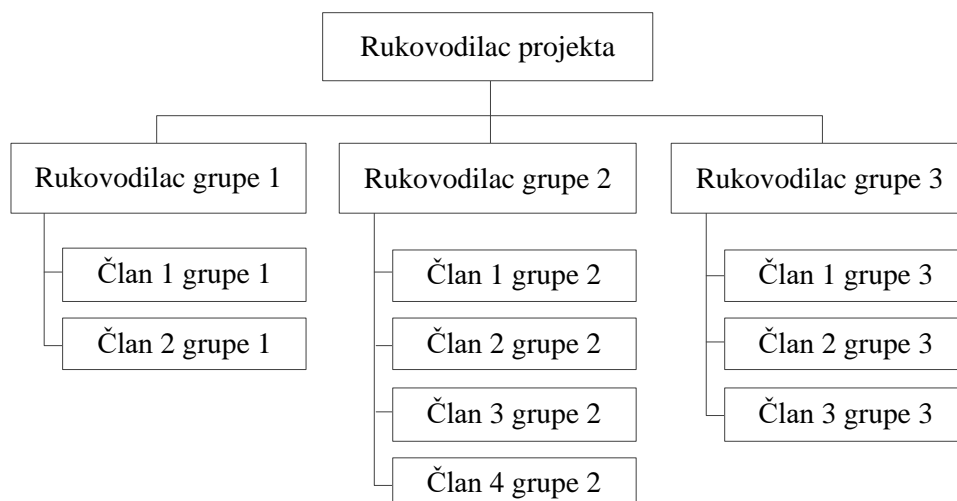 Rukovodilac projekta
Rukovodilac grupe 1
Rukovodilac grupe 2
Rukovodilac grupe 3
Član 1 grupe 1
Član 2 grupe 1
Član 1 grupe 2
Član 2 grupe 2
Član 3 grupe 2
Član 4 grupe 2
Član 1 grupe 3
Član 2 grupe 3
Član 3 grupe 3